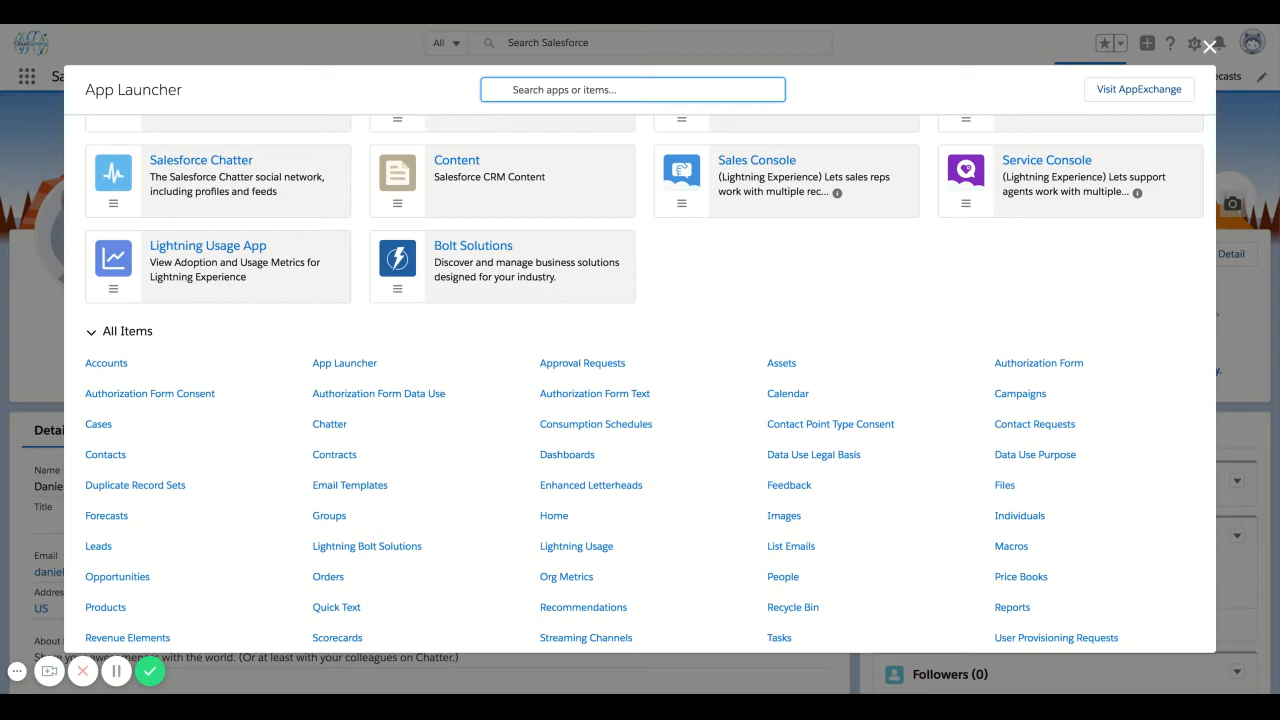 All
Search Salesforce
Sa
ecasts
App Launcher
Search apps or items...
Visit AppExchange
Salesforce Chatter
The Salesforce Chatter social network,
including profiles and feeds
Content
Salesforce CRM Content
Sales Console
(Lightning Experience) Lets sales reps
work with multiple rec...
Service Console
(Lightning Experience) Lets support
agents work with multiple...
Lightning Usage App
View Adoption and Usage Metrics for
Lightning Experience
Bolt Solutions
Discover and manage business solutions
designed for your industry.
Detail
All Items
Accounts
App Launcher
Approval Requests
Assets
Authorization Form
Authorization Form Consent
Authorization Form Data Use
Authorization Form Text
Calendar
Campaigns
Cases
Chatter
Consumption Schedules
Contact Point Type Consent
Contact Requests
Contacts
Contracts
Dashboards
Data Use Legal Basis
Data Use Purpose
Duplicate Record Sets
Email Templates
Enhanced Letterheads
Feedback
Files
Forecasts
Groups
Home
Images
Individuals
Leads
Lightning Bolt Solutions
Lightning Usage
List Emails
Macros
Opportunities
Orders
Org Metrics
People
Price Books
Products
Quick Text
Recommendations
Recycle Bin
Reports
Revenue Elements
Scorecards
Streaming Channels
Tasks
User Provisioning Requests
Detai
Name
Danie
Title
Email
daniel
Addres
US
About
with the world. (Or at least with your colleagues on Chatter.)
Followers (0)